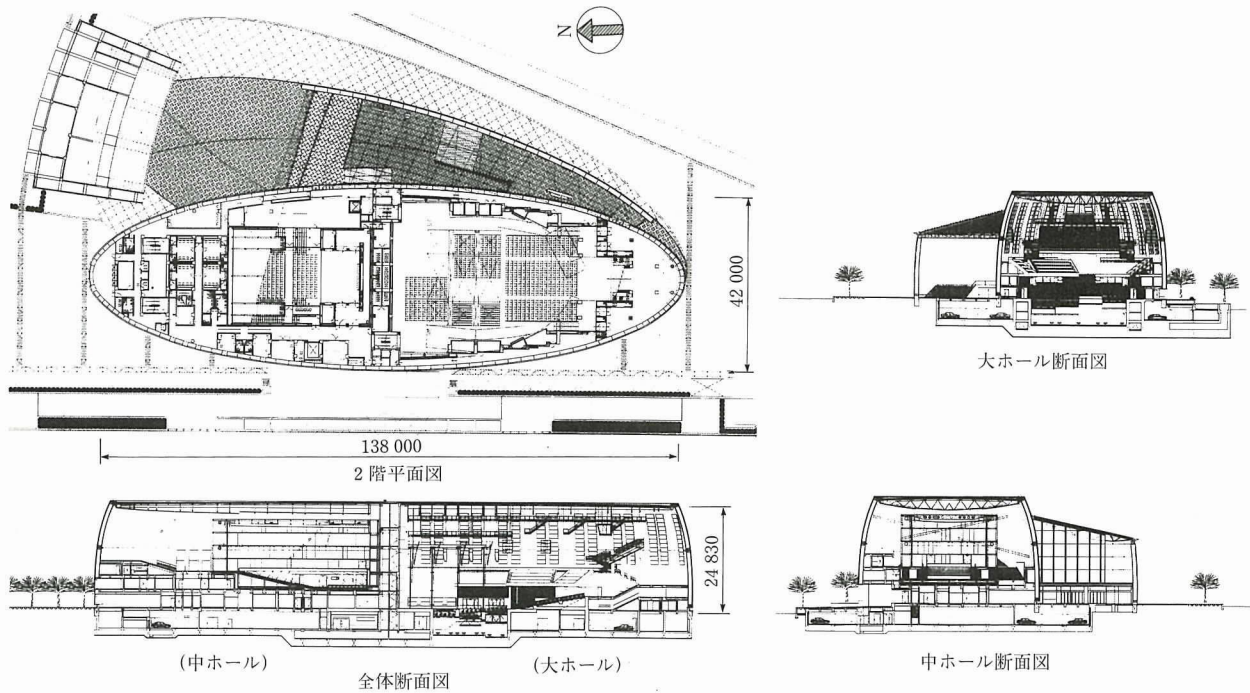 N
42 000
138 000
2 階平面図
大ホール断面図
24 830
(中ホール)
(大ホール)
全体断面図
中ホール断面図